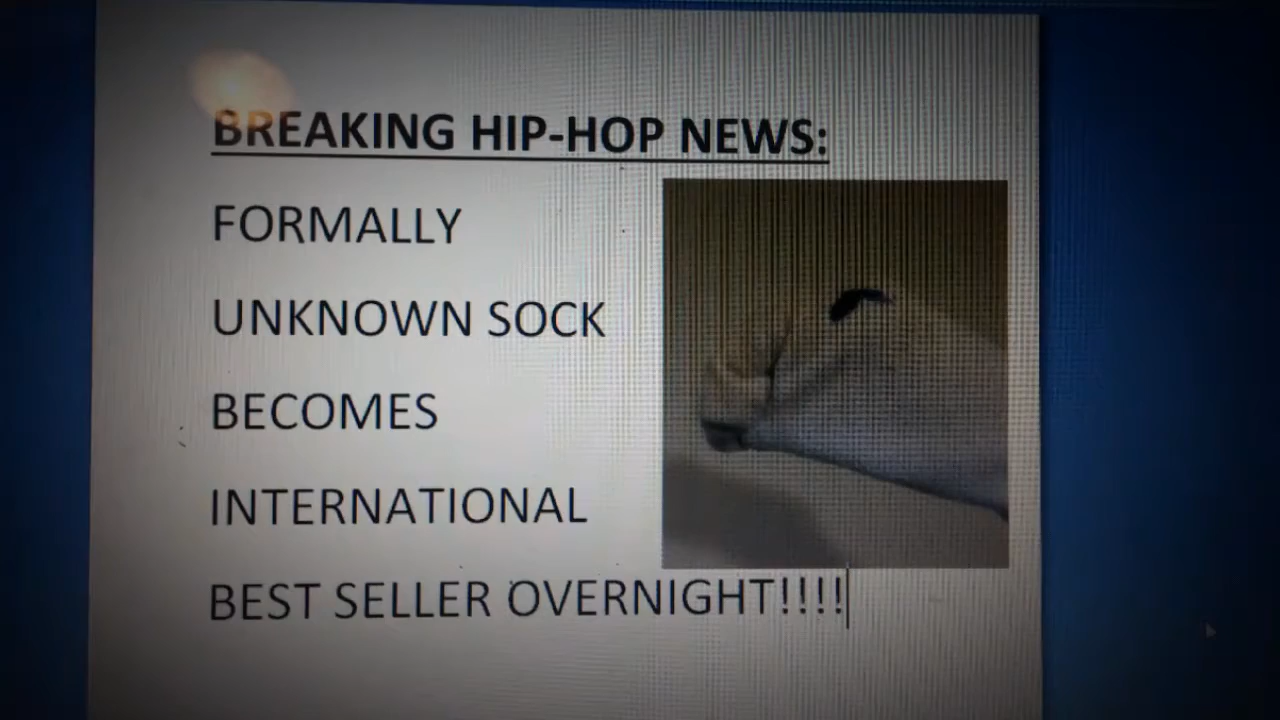 BREAKING HIP-HOP NEWS:
FORMALLY
UNKNOWN SOCK
BECOMES
INTERNATIONAL
BEST SELLER OVERNIGHT!!!!